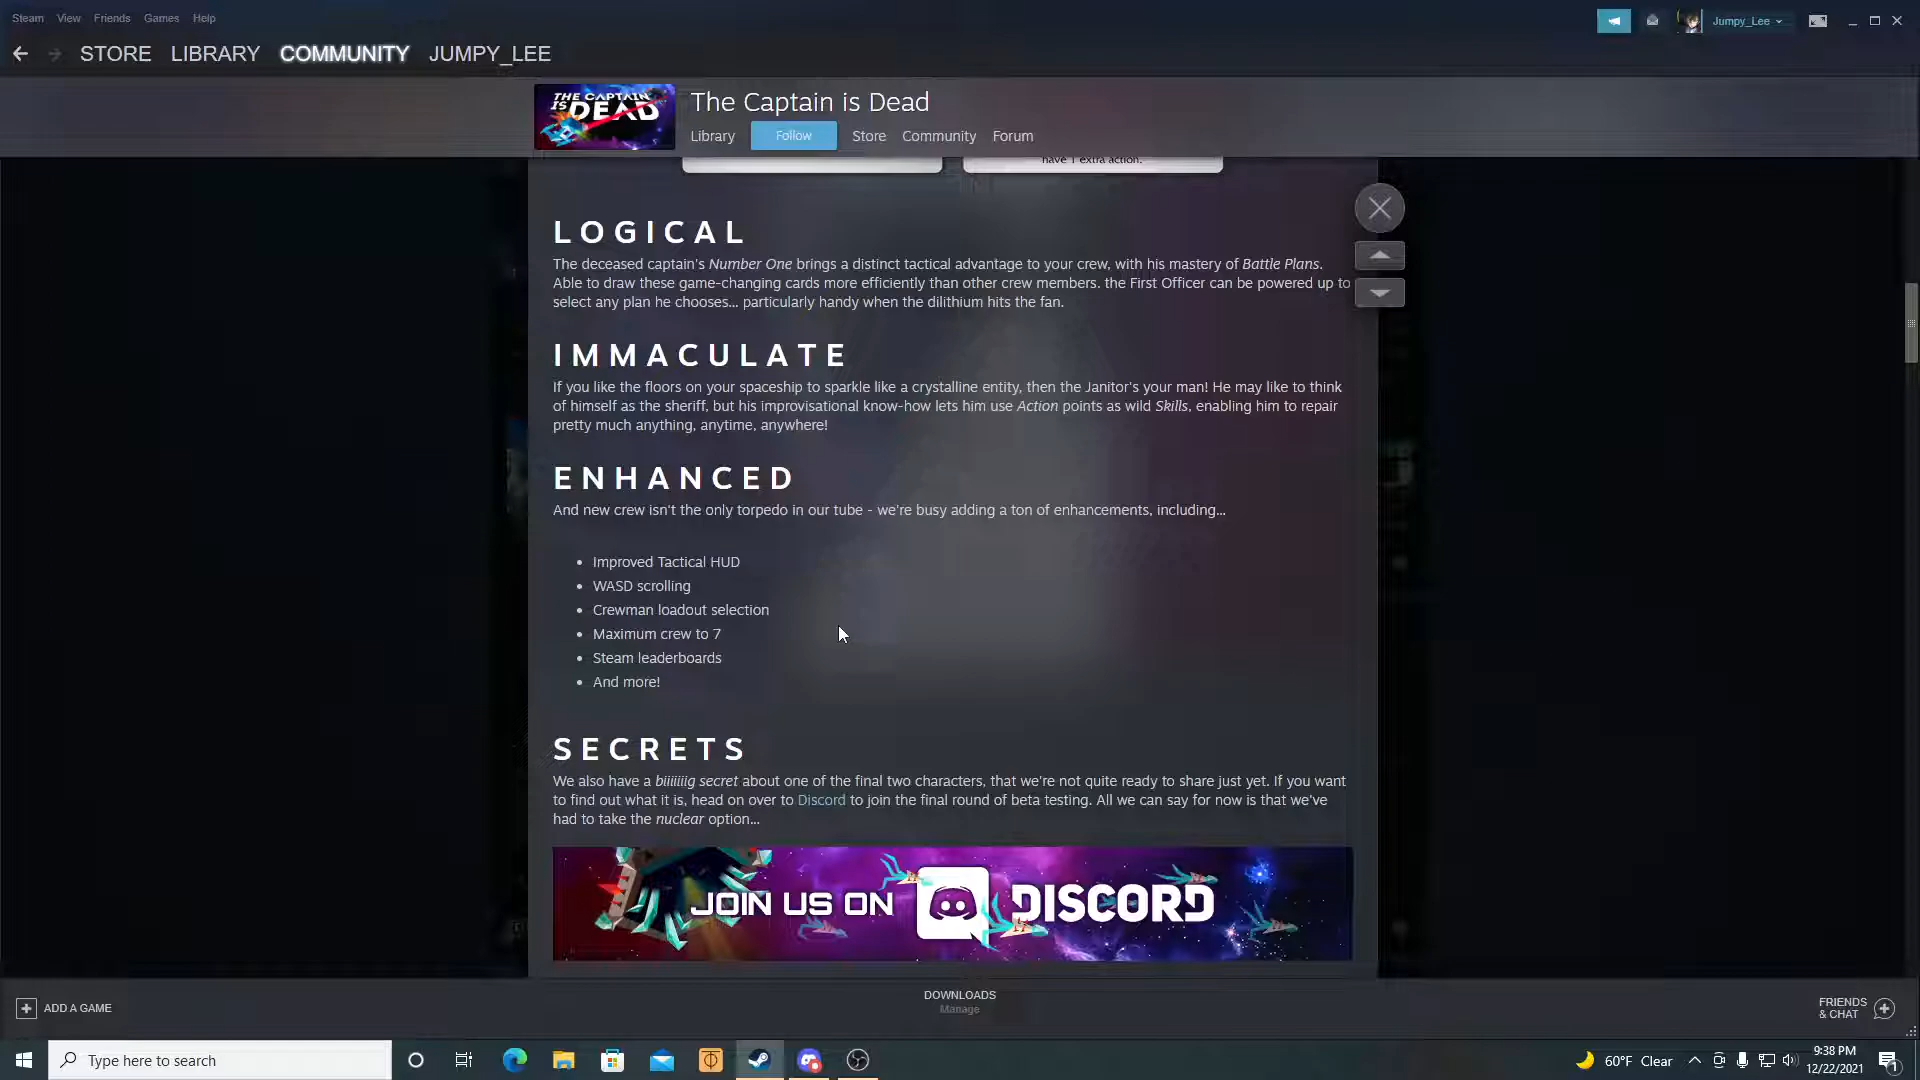 Steam View Friends Games Help
Jumpy_Lee
STORE LIBRARY COMMUNITY JUMPY_LEE
THE CAPTAIN
IS DEAD
The Captain is Dead
Library Follow Store Community Forum
have 1 extra action.
LOGICAL
The deceased captain's Number One brings a distinct tactical advantage to your crew, with his mastery of Battle Plans.
Able to draw these game-changing cards more efficiently than other crew members. the First Officer can be powered up to
select any plan he chooses... particularly handy when the dilithium hits the fan.
IMMACULATE
If you like the floors on your spaceship to sparkle like a crystalline entity, then the Janitor's your man! He may like to think
of himself as the sheriff, but his improvisational know-how lets him use Action points as wild Skills, enabling him to repair
pretty much anything, anytime, anywhere!
ENHANCED
And new crew isn't the only torpedo in our tube - we're busy adding a ton of enhancements, including...
• Improved Tactical HUD
• WASD scrolling
• Crewman loadout selection
• Maximum crew to 7
• Steam leaderboards
• And more!
SECRETS
We also have a biiiiiiig secret about one of the final two characters, that we're not quite ready to share just yet. If you want
to find out what it is, head on over to Discord to join the final round of beta testing. All we can say for now is that we've
had to take the nuclear option...
JOIN US ON DISCORD
ADD A GAME
DOWNLOADS
Manage
FRIENDS
& CHAT
Type here to search
60°F Clear
9:38 PM
12/22/2021
1